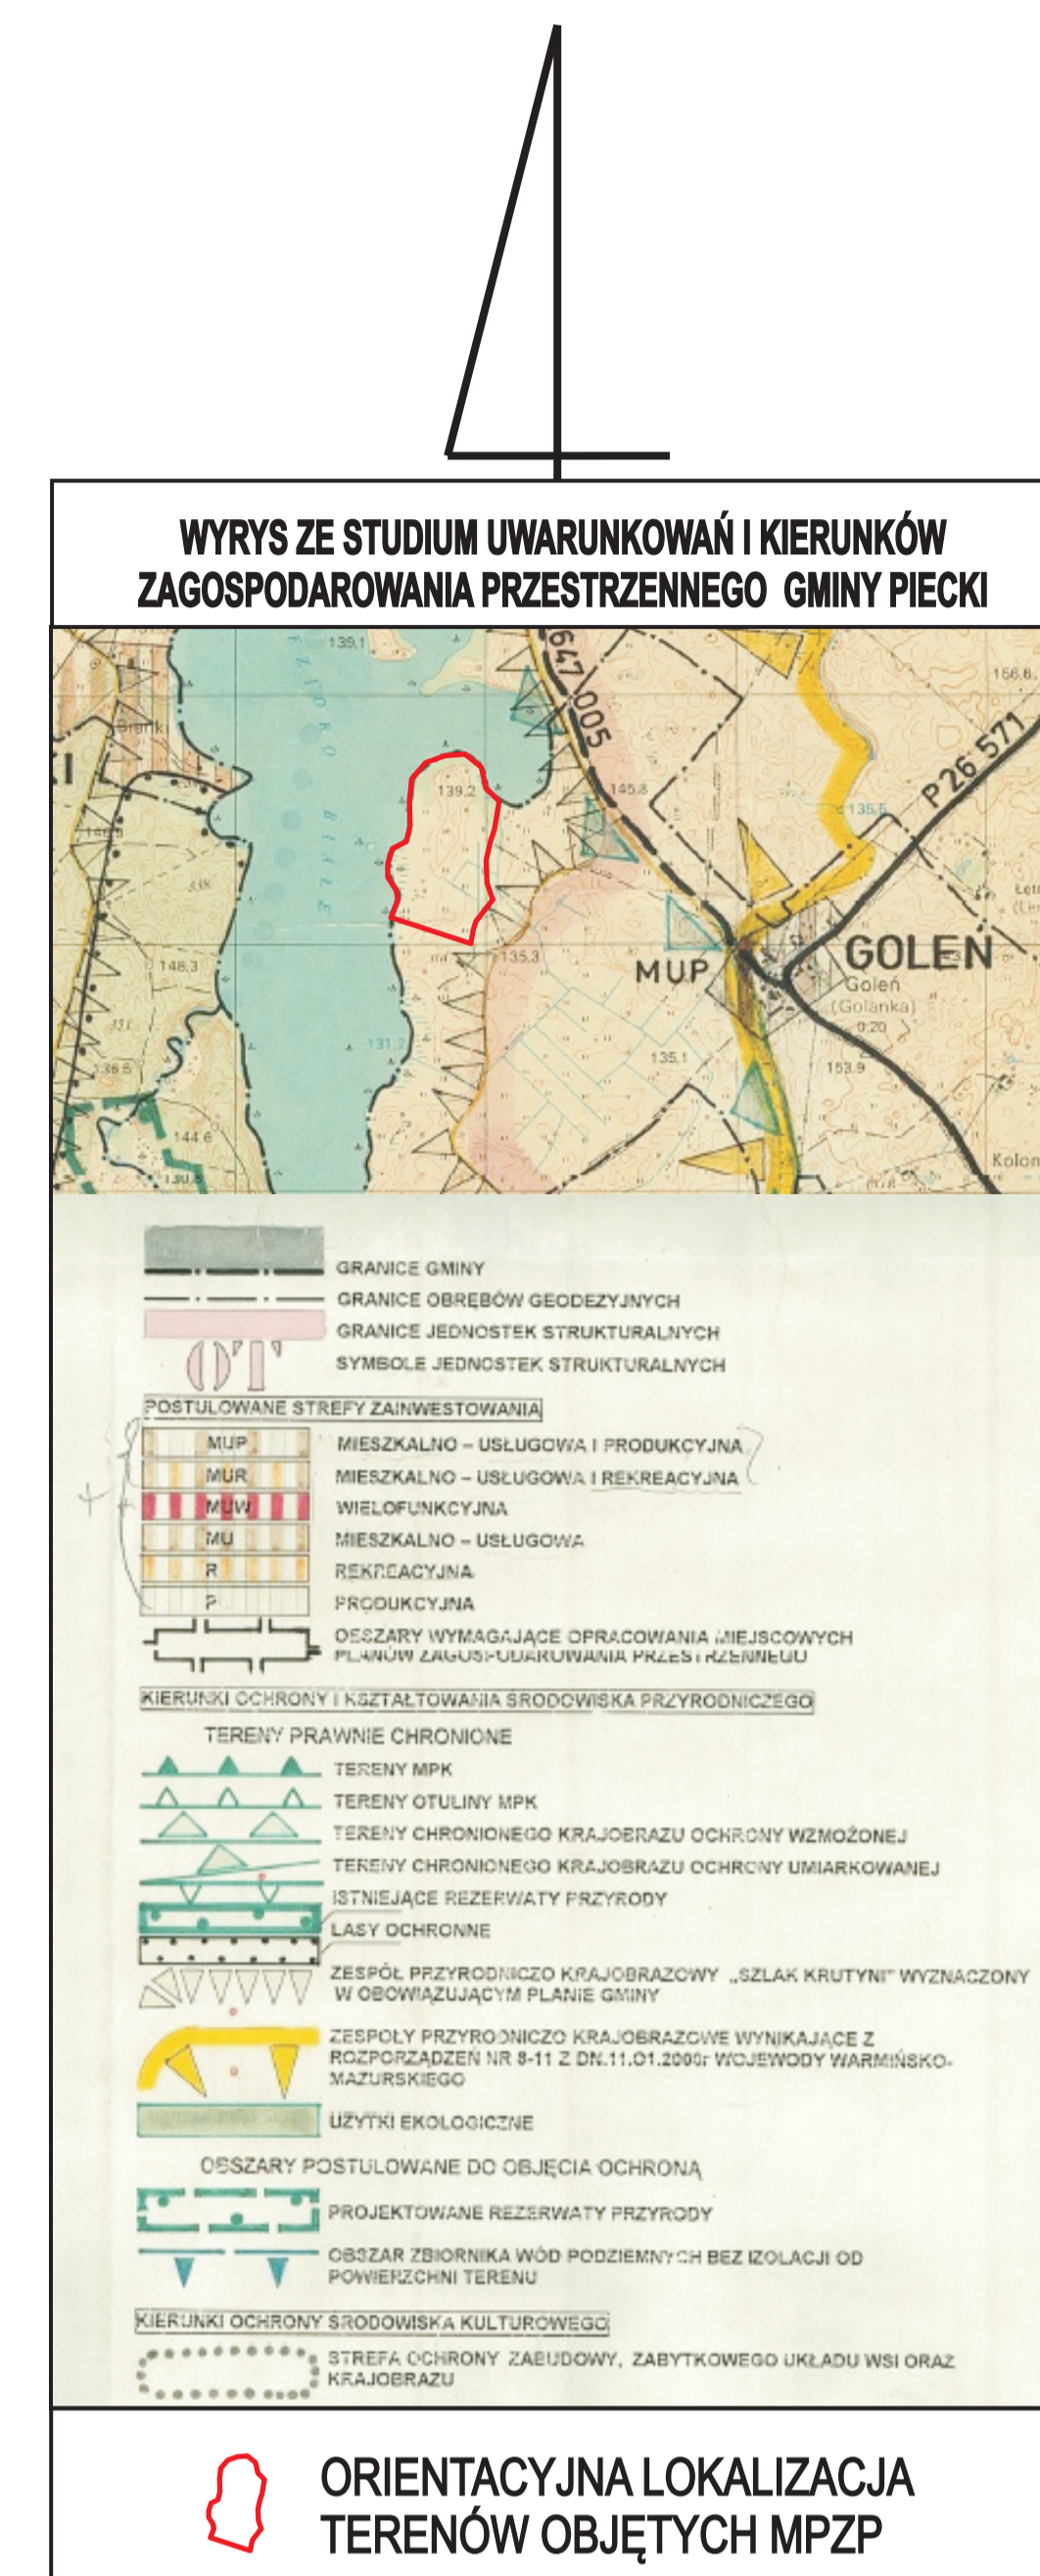 WYRYS ZE STUDIUM UWARUNKOWAŃ I KIERUNKÓW
ZAGOSPODAROWANIA PRZESTRZENNEGO GMINY PIECKI
139.1
647 005
156.8
P 26 571
139.2
145.8
135.5
BIAŁE
148.3
135.3
MUP
GOLEŃ
Goleń
(Golanka)
0.20
131.2
135.1
153.9
136.5
144.6
Kolon
GRANICE GMINY
GRANICE OBRĘBÓW GEODEZYJNYCH
GRANICE JEDNOSTEK STRUKTURALNYCH
OT SYMBOLE JEDNOSTEK STRUKTURALNYCH
POSTULOWANE STREFY ZAINWESTOWANIA
MUP MIESZKALNO – USŁUGOWA I PRODUKCYJNA
MUR MIESZKALNO – USŁUGOWA I REKREACYJNA
MUW WIELOFUNKCYJNA
MU MIESZKALNO – USŁUGOWA
R REKREACYJNA
P PRODUKCYJNA
OBSZARY WYMAGAJĄCE OPRACOWANIA MIEJSCOWYCH
PLANÓW ZAGOSPODAROWANIA PRZESTRZENNEGO
KIERUNKI OCHRONY I KSZTAŁTOWANIA ŚRODOWISKA PRZYRODNICZEGO
TERENY PRAWNIE CHRONIONE
TERENY MPK
TERENY OTULINY MPK
TERENY CHRONIONEGO KRAJOBRAZU OCHRONY WZMOŻONEJ
TERENY CHRONIONEGO KRAJOBRAZU OCHRONY UMIARKOWANEJ
ISTNIEJĄCE REZERWATY PRZYRODY
LASY OCHRONNE
ZESPÓŁ PRZYRODNICZO KRAJOBRAZOWY „SZLAK KRUTYNI" WYZNACZONY
W OBOWIĄZUJĄCYM PLANIE GMINY
ZESPOŁY PRZYRODNICZO KRAJOBRAZOWE WYNIKAJĄCE Z
ROZPORZĄDZEŃ NR 8-11 Z DN.11.01.2000r WOJEWODY WARMIŃSKO-
MAZURSKIEGO
UŻYTKI EKOLOGICZNE
OBSZARY POSTULOWANE DO OBJĘCIA OCHRONĄ
PROJEKTOWANE REZERWATY PRZYRODY
OBSZAR ZBIORNIKA WÓD PODZIEMNYCH BEZ IZOLACJI OD
POWIERZCHNI TERENU
KIERUNKI OCHRONY ŚRODOWISKA KULTUROWEGO
STREFA OCHRONY ZABUDOWY, ZABYTKOWEGO UKŁADU WSI ORAZ
KRAJOBRAZU
ORIENTACYJNA LOKALIZACJA
TERENÓW OBJĘTYCH MPZP